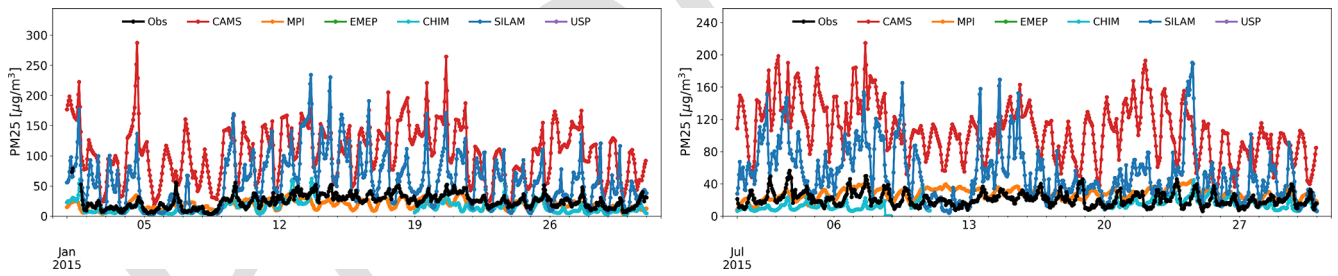 Obs CAMS MPI EMEP CHIM SILAM USP
PM25 [μg/m³]
300
250
200
150
100
50
0
05 12 19 26
Jan
2015
Obs CAMS MPI EMEP CHIM SILAM USP
PM25 [μg/m³]
240
200
160
120
80
40
0
06 13 20 27
Jul
2015